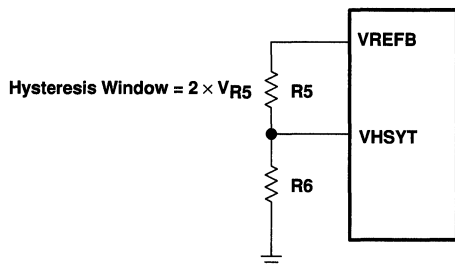 VREFB
Hysteresis Window = 2 × VR5
R5
VHSYT
R6